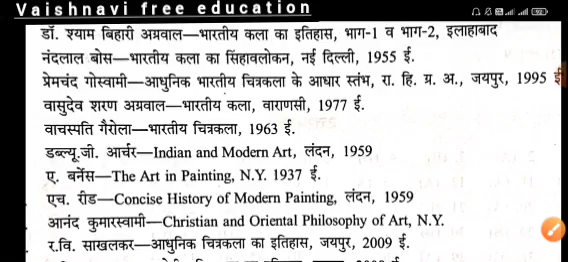 Vaishnavi free education
92
डॉ. श्याम बिहारी अग्रवाल—भारतीय कला का इतिहास, भाग-1 व भाग-2, इलाहाबाद
नंदलाल बोस—भारतीय कला का सिंहावलोकन, नई दिल्ली, 1955 ई.
प्रेमचंद गोस्वामी—आधुनिक भारतीय चित्रकला के आधार स्तंभ, रा. हि. ग्र. अ., जयपुर, 1995 ई
वासुदेव शरण अग्रवाल—भारतीय कला, वाराणसी, 1977 ई.
वाचस्पति गैरोला—भारतीय चित्रकला, 1963 ई.
डब्ल्यू.जी. आर्चर—Indian and Modern Art, लंदन, 1959
ए. बर्नेस—The Art in Painting, N.Y. 1937 ई.
एच. रीड—Concise History of Modern Painting, लंदन, 1959
आनंद कुमारस्वामी—Christian and Oriental Philosophy of Art, N.Y.
र.वि. साखलकर—आधुनिक चित्रकला का इतिहास, जयपुर, 2009 ई.